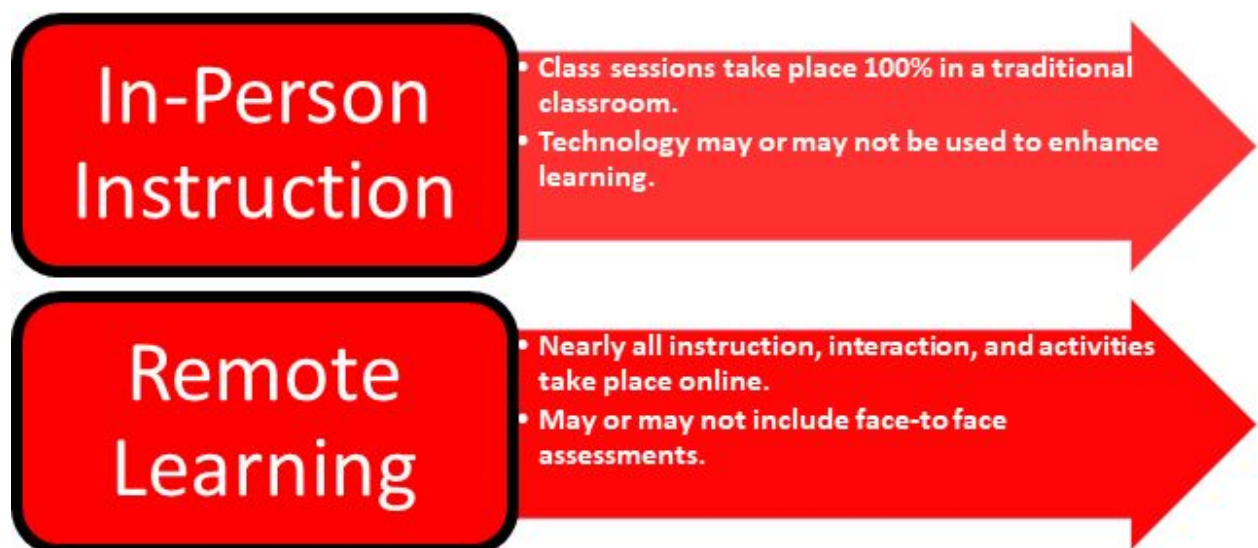 In-Person
Instruction
• Class sessions take place 100% in a traditional
classroom.
• Technology may or may not be used to enhance
learning.
Remote
Learning
• Nearly all instruction, interaction, and activities
take place online.
• May or may not include face-to face
assessments.